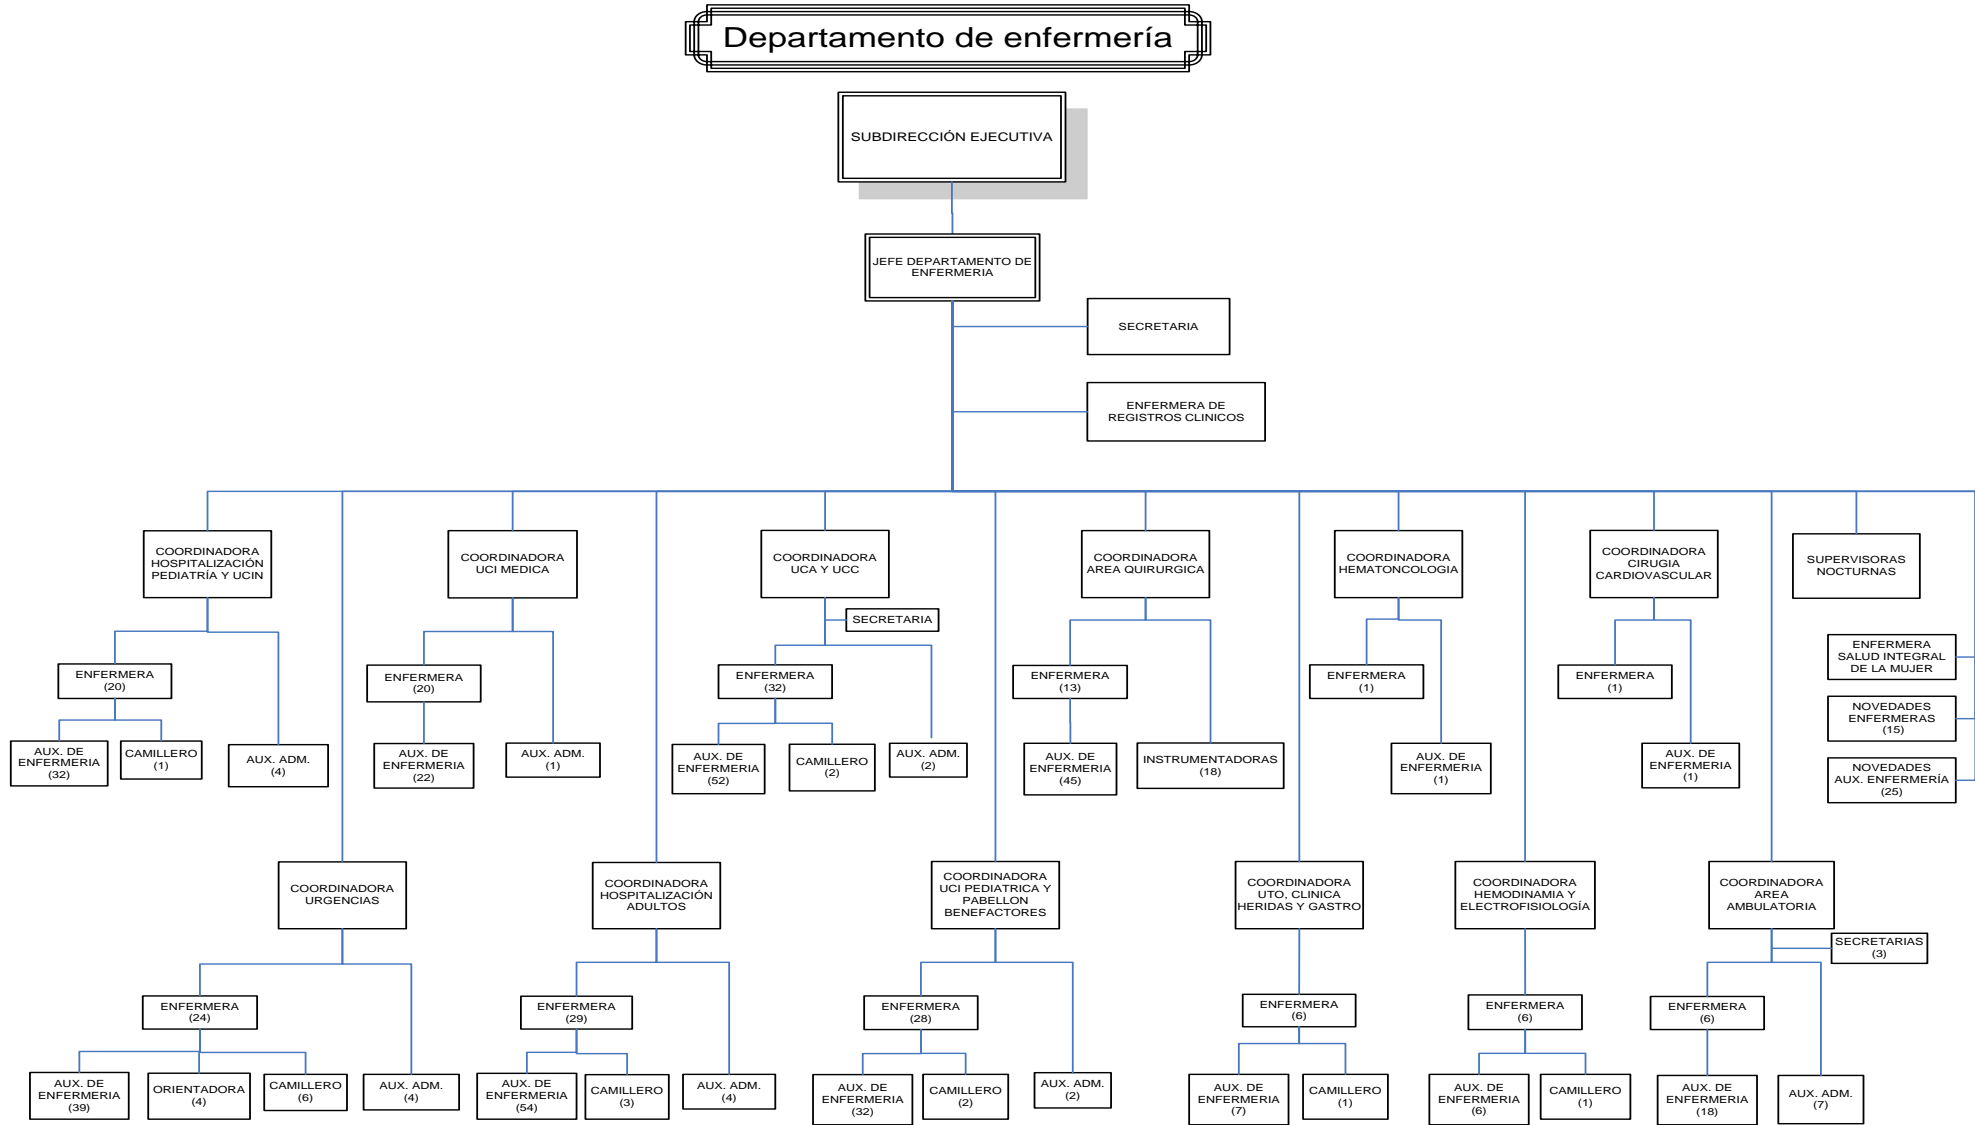 Departamento de enfermería
SUBDIRECCIÓN EJECUTIVA
JEFE DEPARTAMENTO DE
ENFERMERIA
SECRETARIA
ENFERMERA DE
REGISTROS CLINICOS
COORDINADORA
HOSPITALIZACIÓN
PEDIATRÍA Y UCIN
COORDINADORA
UCI MEDICA
COORDINADORA
UCA Y UCC
COORDINADORA
AREA QUIRURGICA
COORDINADORA
HEMATONCOLOGIA
COORDINADORA
CIRUGIA
CARDIOVASCULAR
SUPERVISORAS
NOCTURNAS
SECRETARIA
ENFERMERA
(20)
ENFERMERA
(20)
ENFERMERA
(32)
ENFERMERA
(13)
ENFERMERA
(1)
ENFERMERA
(1)
ENFERMERA
SALUD INTEGRAL
DE LA MUJER
NOVEDADES
ENFERMERAS
(15)
NOVEDADES
AUX. ENFERMERÍA
(25)
AUX. DE
ENFERMERIA
(32)
CAMILLERO
(1)
AUX. ADM.
(4)
AUX. DE
ENFERMERIA
(22)
AUX. ADM.
(1)
AUX. DE
ENFERMERIA
(52)
CAMILLERO
(2)
AUX. ADM.
(2)
AUX. DE
ENFERMERIA
(45)
INSTRUMENTADORAS
(18)
AUX. DE
ENFERMERIA
(1)
AUX. DE
ENFERMERIA
(1)
COORDINADORA
URGENCIAS
COORDINADORA
HOSPITALIZACIÓN
ADULTOS
COORDINADORA
UCI PEDIATRICA Y
PABELLON
BENEFACTORES
COORDINADORA
UTO, CLINICA
HERIDAS Y GASTRO
COORDINADORA
HEMODINAMIA Y
ELECTROFISIOLOGÍA
COORDINADORA
AREA
AMBULATORIA
SECRETARIAS
(3)
ENFERMERA
(24)
ENFERMERA
(29)
ENFERMERA
(28)
ENFERMERA
(6)
ENFERMERA
(6)
ENFERMERA
(6)
AUX. DE
ENFERMERIA
(39)
ORIENTADORA
(4)
CAMILLERO
(6)
AUX. ADM.
(4)
AUX. DE
ENFERMERIA
(54)
CAMILLERO
(3)
AUX. ADM.
(4)
AUX. DE
ENFERMERIA
(32)
CAMILLERO
(2)
AUX. ADM.
(2)
AUX. DE
ENFERMERIA
(7)
CAMILLERO
(1)
AUX. DE
ENFERMERIA
(6)
CAMILLERO
(1)
AUX. DE
ENFERMERIA
(18)
AUX. ADM.
(7)